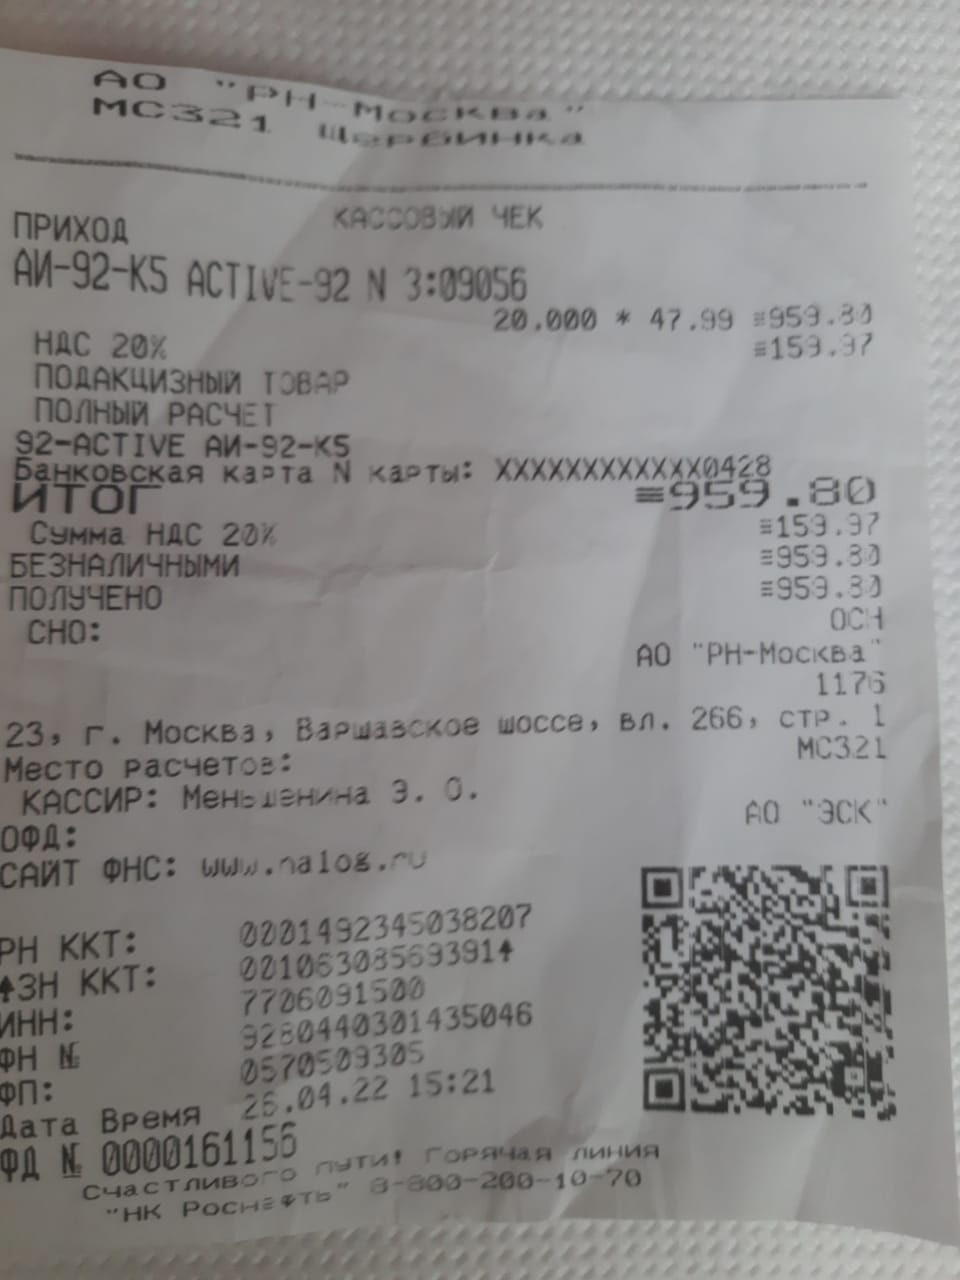 АО "РН-Москва"
МС321 Щербинка
КАССОВЫЙ ЧЕК
ПРИХОД
АИ-92-К5 ACTIVE-92 N 3:09056
20.000 * 47.99 ≡959.80
НДС 20% ≡159.97
ПОДАКЦИЗНЫЙ ТОВАР
ПОЛНЫЙ РАСЧЕТ
92-ACTIVE АИ-92-К5
Банковская карта N карты: XXXXXXXXXXXX0428
ИТОГ ≡959.80
Сумма НДС 20% ≡159.97
БЕЗНАЛИЧНЫМИ ≡959.80
ПОЛУЧЕНО ≡959.80
СНО: ОСН
АО "РН-Москва"
1176
23, г. Москва, Варшавское шоссе, вл. 266, стр. 1
Место расчетов: МС321
КАССИР: Меньшенина Э. О.
ОФД: АО "ЭСК"
САЙТ ФНС: www.nalog.ru
РН ККТ: 0001492345038207
↑ЗН ККТ: 00106308569391↑
ИНН: 7706091500
ФН № 9280440301435046
ФП: 0570509305
Дата Время 26.04.22 15:21
ФД № 0000161156
Счастливого пути! Горячая линия
"НК Роснефть" 8-800-200-10-70